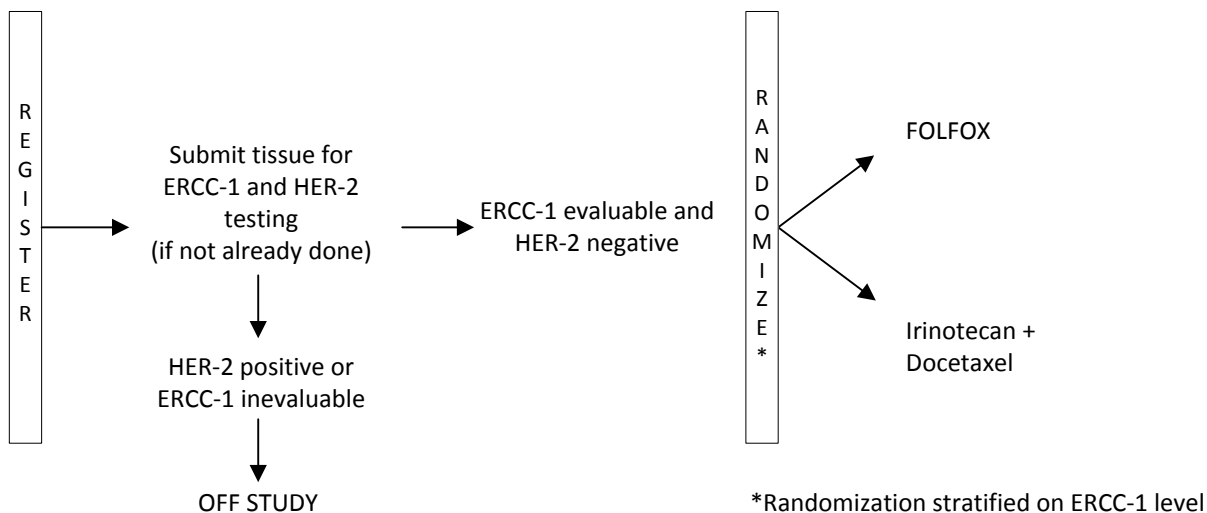 REGISTER
Submit tissue for
ERCC-1 and HER-2
testing
(if not already done)
HER-2 positive or
ERCC-1 inevaluable
OFF STUDY
ERCC-1 evaluable and
HER-2 negative
RANDOMIZE*
FOLFOX
Irinotecan +
Docetaxel
*Randomization stratified on ERCC-1 level